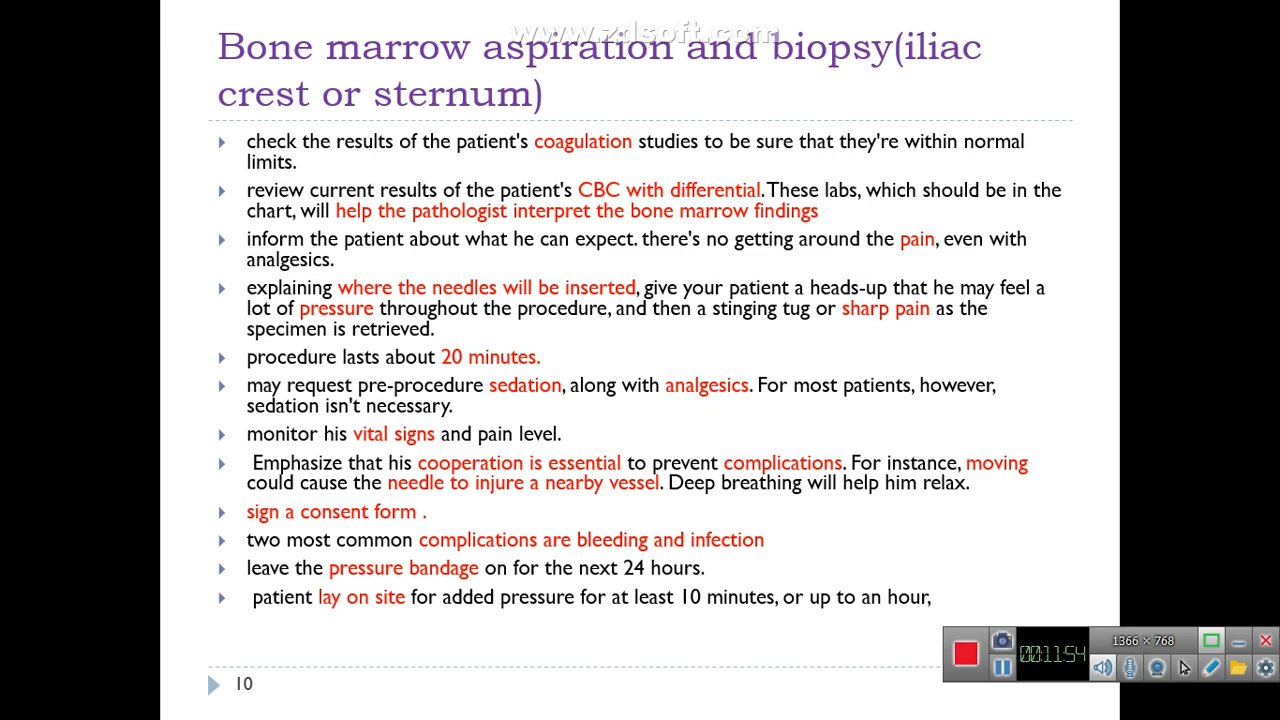 www.zdsoft.com
Bone marrow aspiration and biopsy(iliac
crest or sternum)
check the results of the patient's coagulation studies to be sure that they're within normal
limits.
review current results of the patient's CBC with differential. These labs, which should be in the
chart, will help the pathologist interpret the bone marrow findings
inform the patient about what he can expect. there's no getting around the pain, even with
analgesics.
explaining where the needles will be inserted, give your patient a heads-up that he may feel a
lot of pressure throughout the procedure, and then a stinging tug or sharp pain as the
specimen is retrieved.
procedure lasts about 20 minutes.
may request pre-procedure sedation, along with analgesics. For most patients, however,
sedation isn't necessary.
monitor his vital signs and pain level.
Emphasize that his cooperation is essential to prevent complications. For instance, moving
could cause the needle to injure a nearby vessel. Deep breathing will help him relax.
sign a consent form .
two most common complications are bleeding and infection
leave the pressure bandage on for the next 24 hours.
patient lay on site for added pressure for at least 10 minutes, or up to an hour,
1366 × 768
00:11:54
10